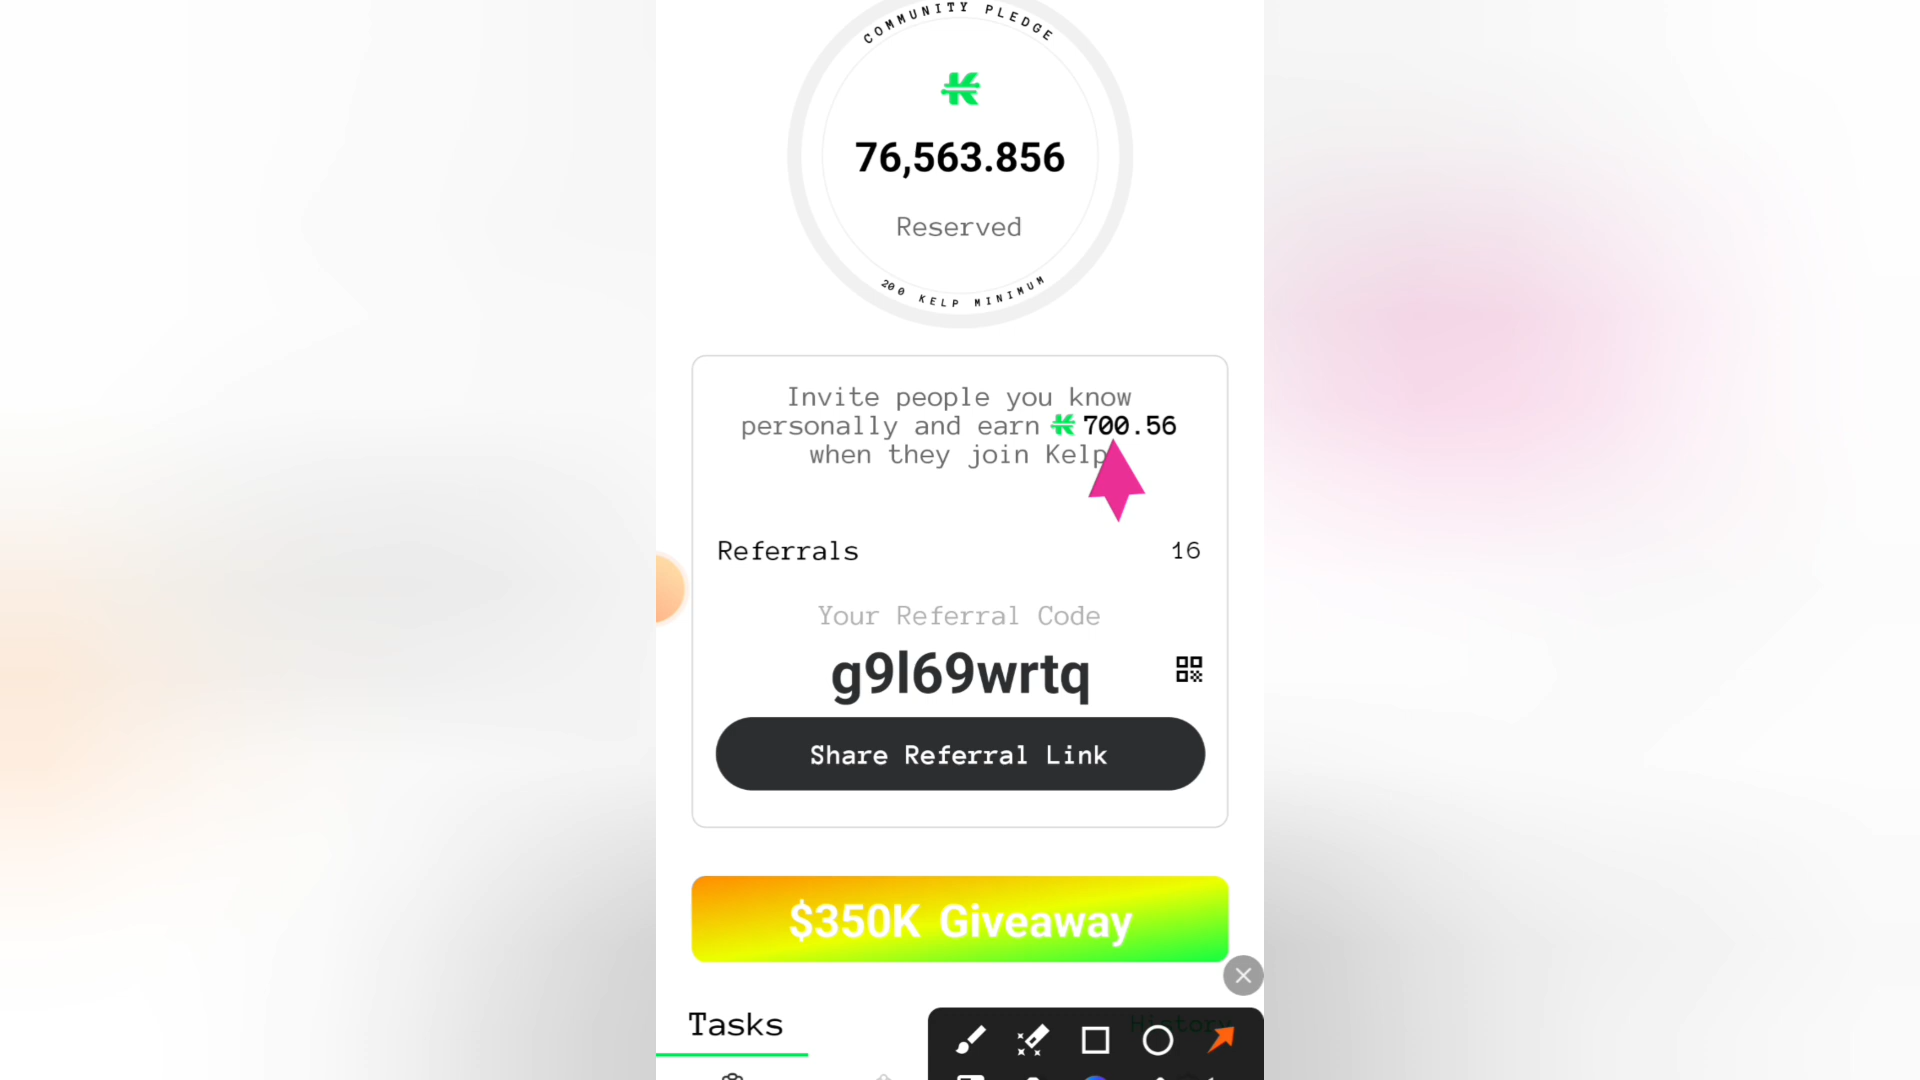 COMMUNITY PLEDGE
76,563.856
Reserved
200 KELP MINIMUM
Invite people you know
personally and earn 700.56
when they join Kelp
Referrals 16
Your Referral Code
g9l69wrtq
Share Referral Link
$350K Giveaway
Tasks
History